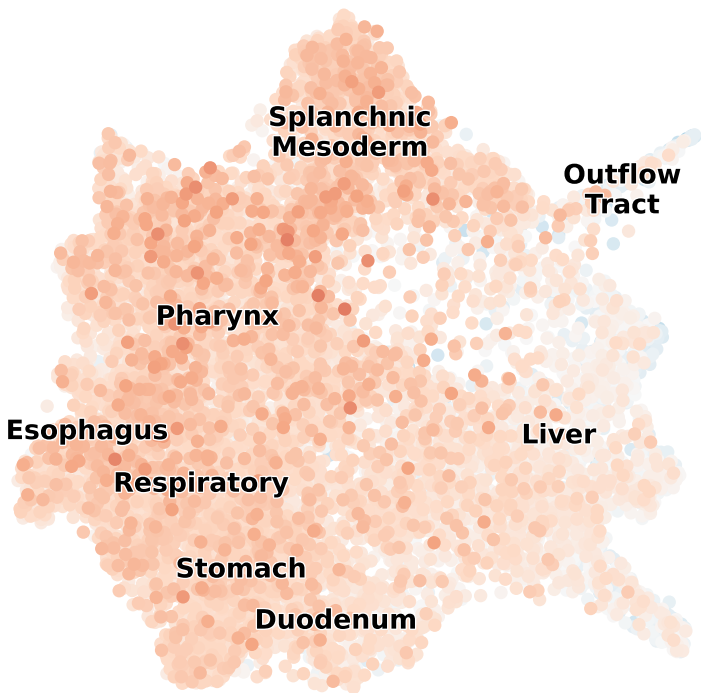 Splanchnic
Mesoderm
Outflow
Tract
Pharynx
Esophagus
Liver
Respiratory
Stomach
Duodenum